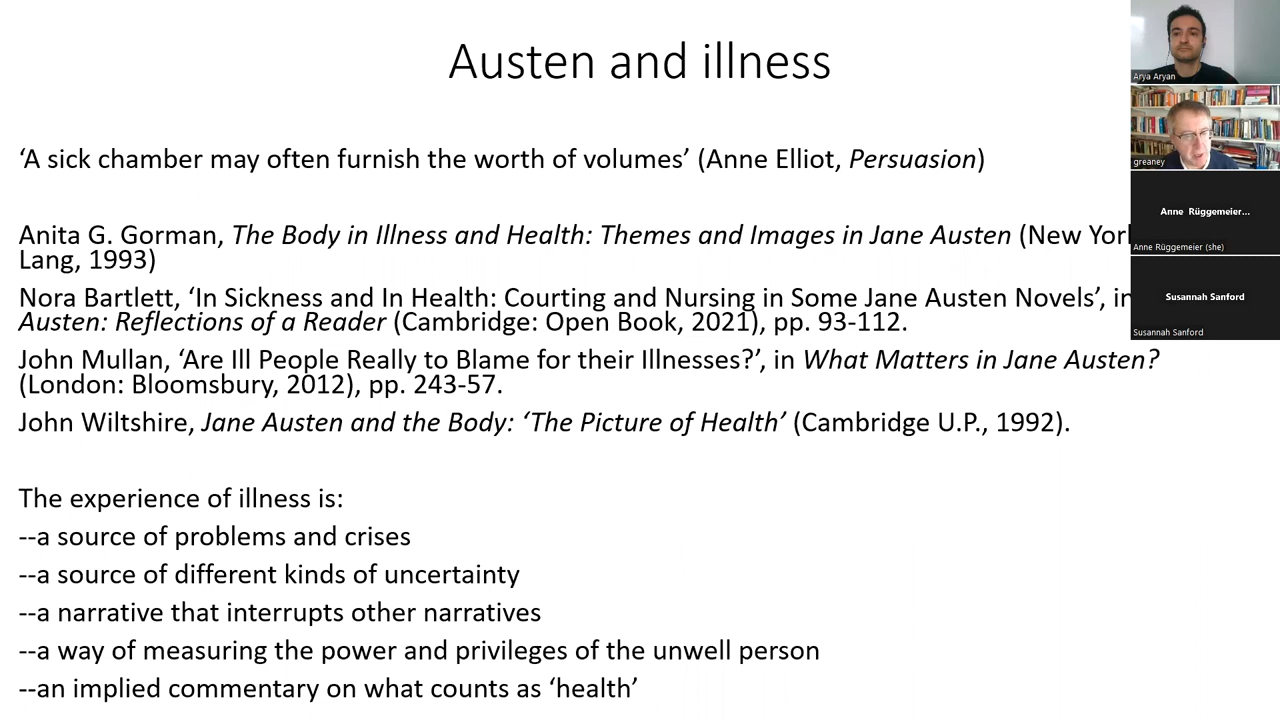 Austen and illness
‘A sick chamber may often furnish the worth of volumes’ (Anne Elliot, Persuasion)
Anita G. Gorman, The Body in Illness and Health: Themes and Images in Jane Austen (New York
Lang, 1993)
Nora Bartlett, ‘In Sickness and In Health: Courting and Nursing in Some Jane Austen Novels’, in
Austen: Reflections of a Reader (Cambridge: Open Book, 2021), pp. 93-112.
John Mullan, ‘Are Ill People Really to Blame for their Illnesses?’, in What Matters in Jane Austen?
(London: Bloomsbury, 2012), pp. 243-57.
John Wiltshire, Jane Austen and the Body: ‘The Picture of Health’ (Cambridge U.P., 1992).
The experience of illness is:
--a source of problems and crises
--a source of different kinds of uncertainty
--a narrative that interrupts other narratives
--a way of measuring the power and privileges of the unwell person
--an implied commentary on what counts as ‘health’
Arya Aryan
greaney
Anne Rüggemeier...
Anne Rüggemeier (she)
Susannah Sanford
Susannah Sanford